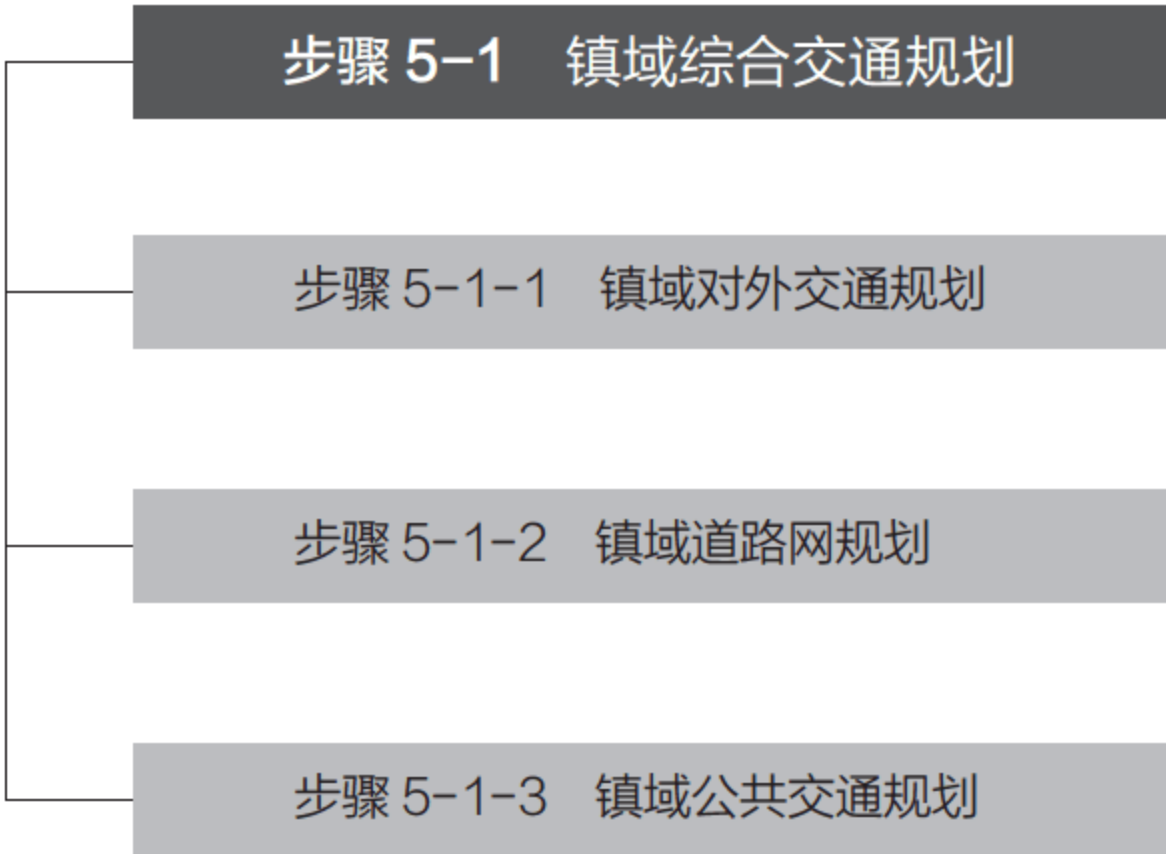 步骤 5-1 镇域综合交通规划
步骤 5-1-1 镇域对外交通规划
步骤 5-1-2 镇域道路网规划
步骤 5-1-3 镇域公共交通规划